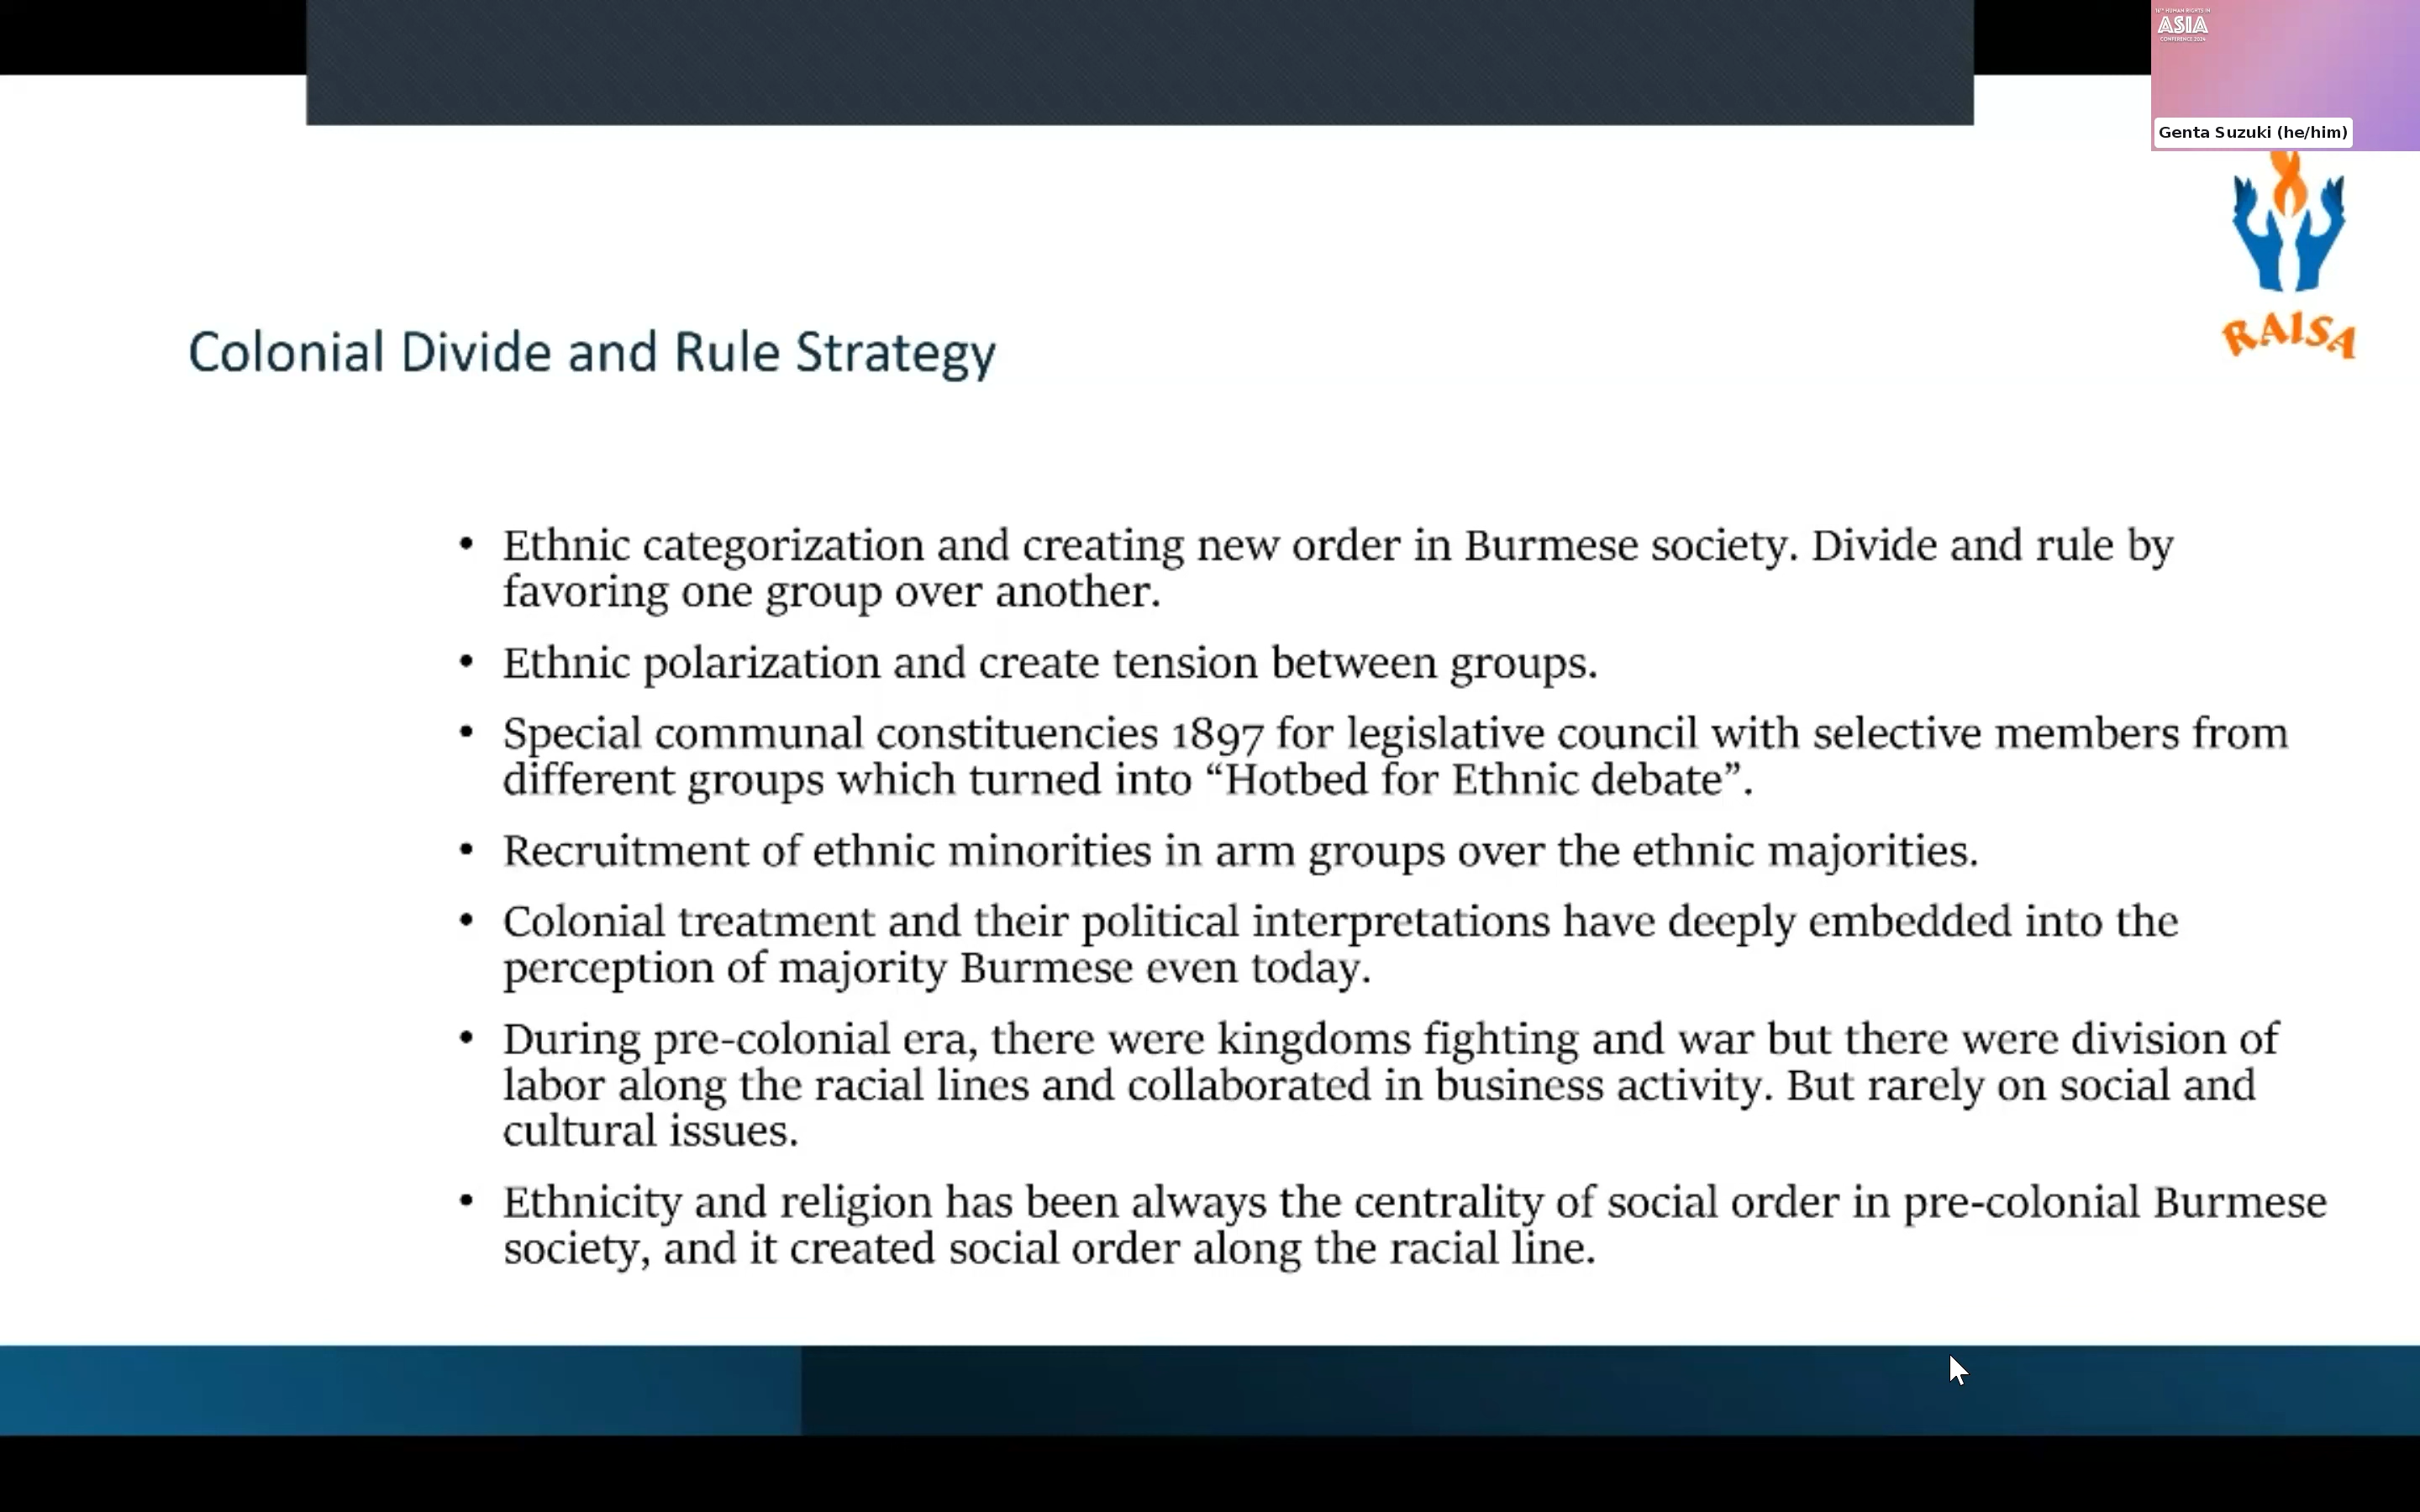 16TH HUMAN RIGHTS IN
ASIA
CONFERENCE 2024
Genta Suzuki (he/him)
RAISA
Colonial Divide and Rule Strategy
• Ethnic categorization and creating new order in Burmese society. Divide and rule by
favoring one group over another.
• Ethnic polarization and create tension between groups.
• Special communal constituencies 1897 for legislative council with selective members from
different groups which turned into “Hotbed for Ethnic debate”.
• Recruitment of ethnic minorities in arm groups over the ethnic majorities.
• Colonial treatment and their political interpretations have deeply embedded into the
perception of majority Burmese even today.
• During pre-colonial era, there were kingdoms fighting and war but there were division of
labor along the racial lines and collaborated in business activity. But rarely on social and
cultural issues.
• Ethnicity and religion has been always the centrality of social order in pre-colonial Burmese
society, and it created social order along the racial line.